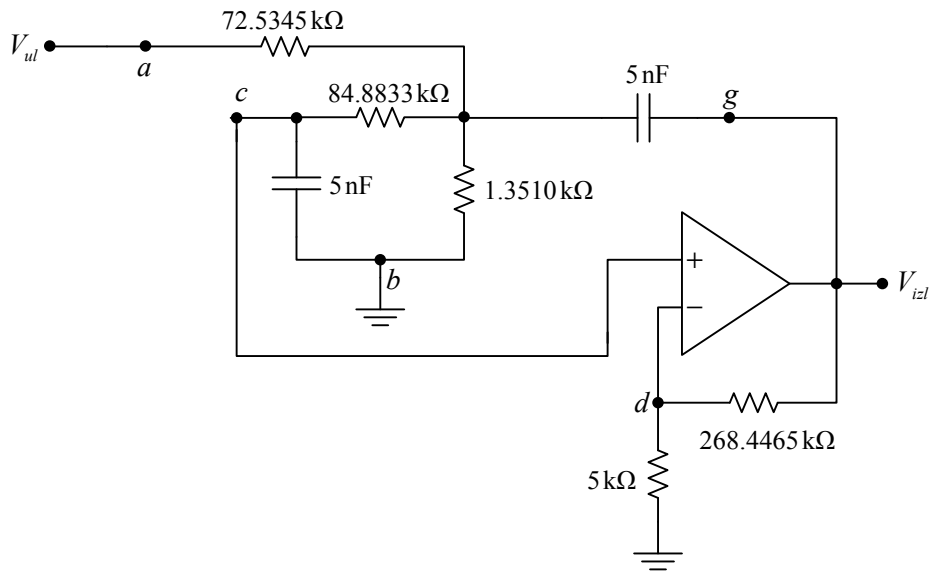 72.5345 kΩ
V_ul
a
c
84.8833 kΩ
5 nF
g
5 nF
1.3510 kΩ
b
+
−
V_izl
d
268.4465 kΩ
5 kΩ